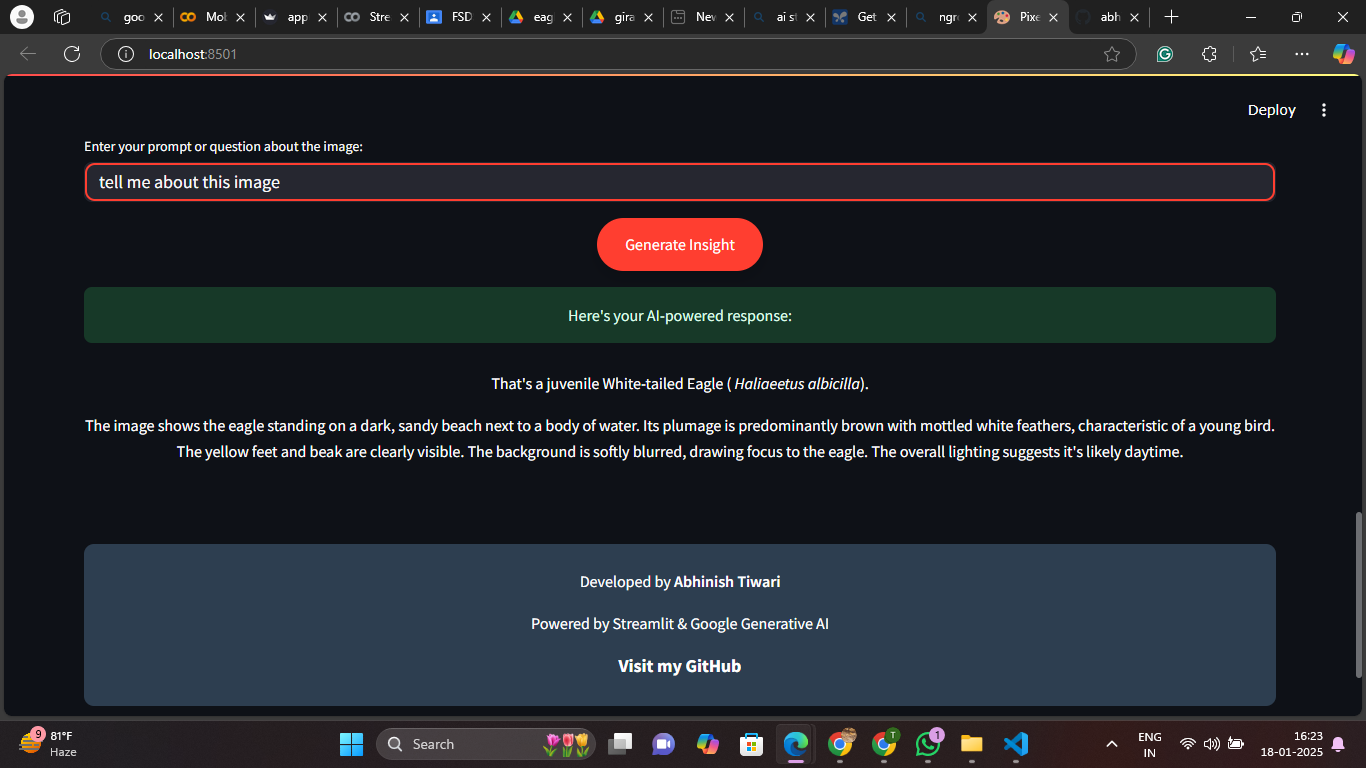 goo
Mol
app
Stre
FSD
eag
gira
Nev
ai st
Get
ngr
Pixe
abh
localhost:8501
Deploy
Enter your prompt or question about the image:
tell me about this image
Generate Insight
Here's your AI-powered response:
That's a juvenile White-tailed Eagle ( Haliaeetus albicilla).
The image shows the eagle standing on a dark, sandy beach next to a body of water. Its plumage is predominantly brown with mottled white feathers, characteristic of a young bird.
The yellow feet and beak are clearly visible. The background is softly blurred, drawing focus to the eagle. The overall lighting suggests it's likely daytime.
Developed by Abhinish Tiwari
Powered by Streamlit & Google Generative AI
Visit my GitHub
9
81°F
Haze
Search
T
1
ENG
IN
16:23
18-01-2025